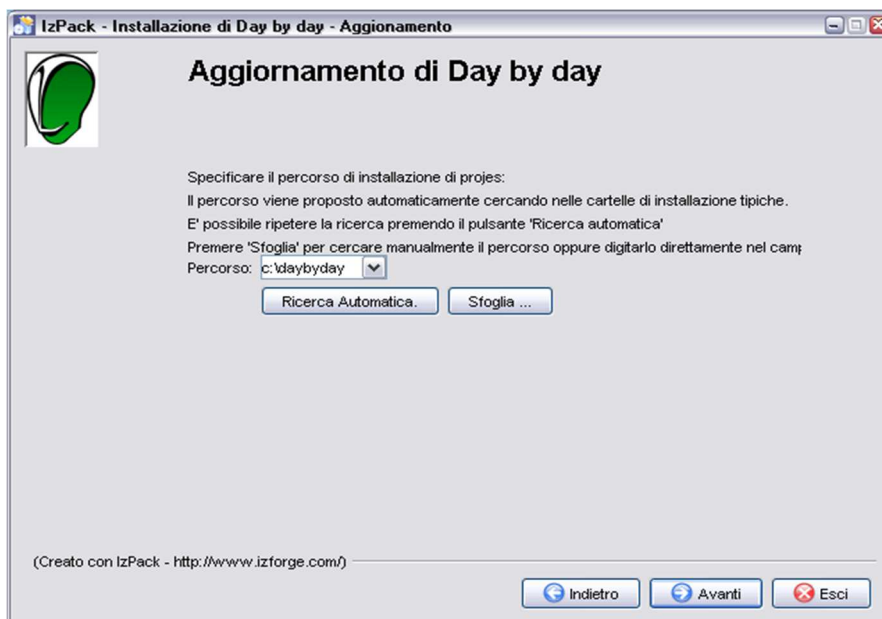 IzPack - Installazione di Day by day - Aggionamento
Aggiornamento di Day by day
Specificare il percorso di installazione di projes:
Il percorso viene proposto automaticamente cercando nelle cartelle di installazione tipiche.
E' possibile ripetere la ricerca premendo il pulsante 'Ricerca automatica'
Premere 'Sfoglia' per cercare manualmente il percorso oppure digitarlo direttamente nel camp
Percorso: c:\daybyday
Ricerca Automatica. Sfoglia ...
(Creato con IzPack - http://www.izforge.com/)
Indietro Avanti Esci